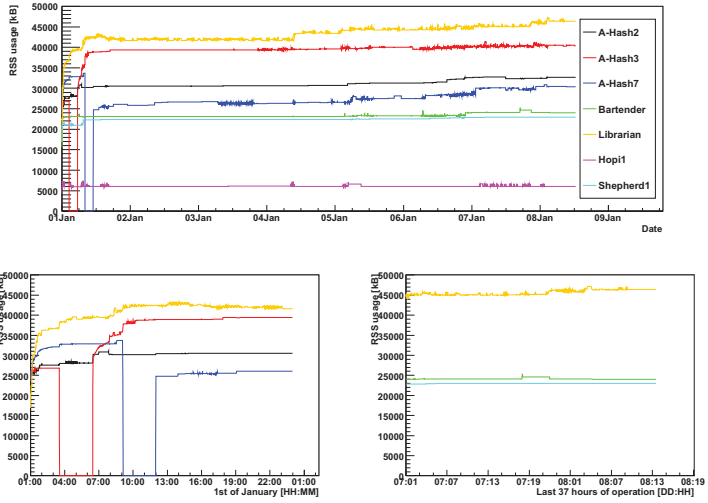 RSS usage [kB]
50000
45000
40000
35000
30000
25000
20000
15000
10000
5000
0
01Jan 02Jan 03Jan 04Jan 05Jan 06Jan 07Jan 08Jan 09Jan
Date
A-Hash2
A-Hash3
A-Hash7
Bartender
Librarian
Hopi1
Shepherd1
RSS usage [kB]
50000
45000
40000
35000
30000
25000
20000
15000
10000
5000
0
01:00 04:00 07:00 10:00 13:00 16:00 19:00 22:00 01:00
1st of January [HH:MM]
RSS usage [kB]
50000
45000
40000
35000
30000
25000
20000
15000
10000
5000
0
07:01 07:07 07:13 07:19 08:01 08:07 08:13 08:19
Last 37 hours of operation [DD:HH]